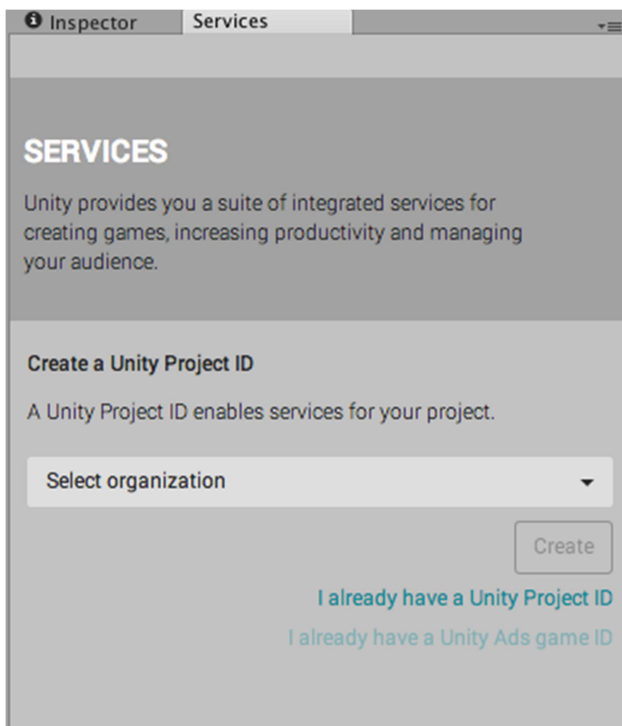 Inspector
Services
SERVICES
Unity provides you a suite of integrated services for
creating games, increasing productivity and managing
your audience.
Create a Unity Project ID
A Unity Project ID enables services for your project.
Select organization
Create
I already have a Unity Project ID
I already have a Unity Ads game ID